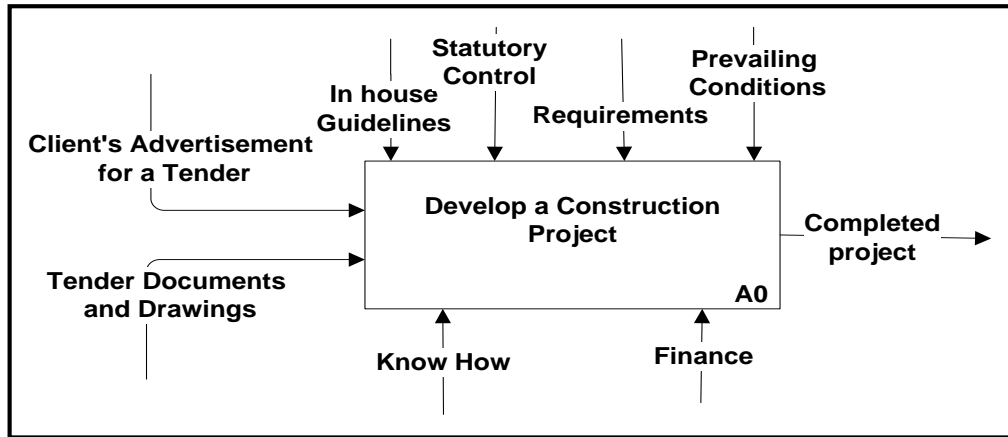 Statutory
Control
Prevailing
Conditions
In house
Guidelines
Requirements
Client's Advertisement
for a Tender
Develop a Construction
Project
Completed
project
Tender Documents
and Drawings
A0
Know How
Finance